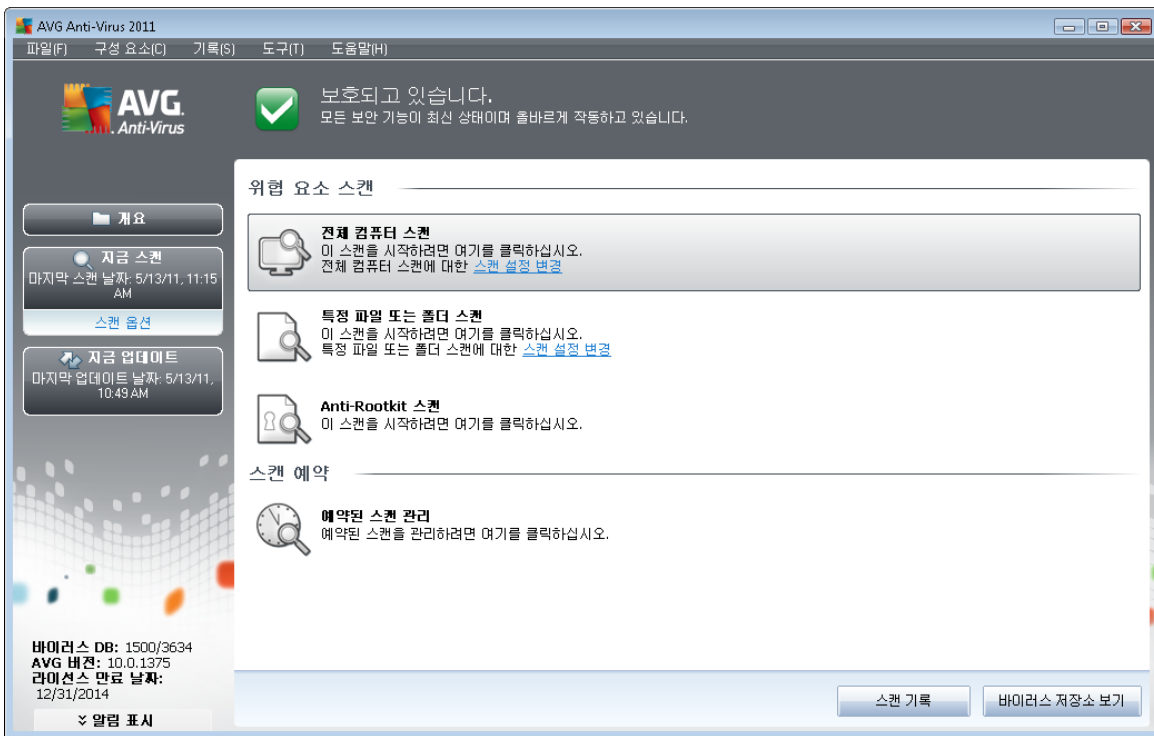 AVG Anti-Virus 2011
파일(F) 구성 요소(C) 기록(S) 도구(T) 도움말(H)
AVG.
Anti-Virus
보호되고 있습니다.
모든 보안 기능이 최신 상태이며 올바르게 작동하고 있습니다.
개요
지금 스캔
마지막 스캔 날짜: 5/13/11, 11:15
AM
스캔 옵션
지금 업데이트
마지막 업데이트 날짜: 5/13/11,
10:49 AM
바이러스 DB: 1500/3634
AVG 버전: 10.0.1375
라이선스 만료 날짜:
12/31/2014
알림 표시
위협 요소 스캔
전체 컴퓨터 스캔
이 스캔을 시작하려면 여기를 클릭하십시오.
전체 컴퓨터 스캔에 대한 스캔 설정 변경
특정 파일 또는 폴더 스캔
이 스캔을 시작하려면 여기를 클릭하십시오.
특정 파일 또는 폴더 스캔에 대한 스캔 설정 변경
Anti-Rootkit 스캔
이 스캔을 시작하려면 여기를 클릭하십시오.
스캔 예약
예약된 스캔 관리
예약된 스캔을 관리하려면 여기를 클릭하십시오.
스캔 기록
바이러스 저장소 보기